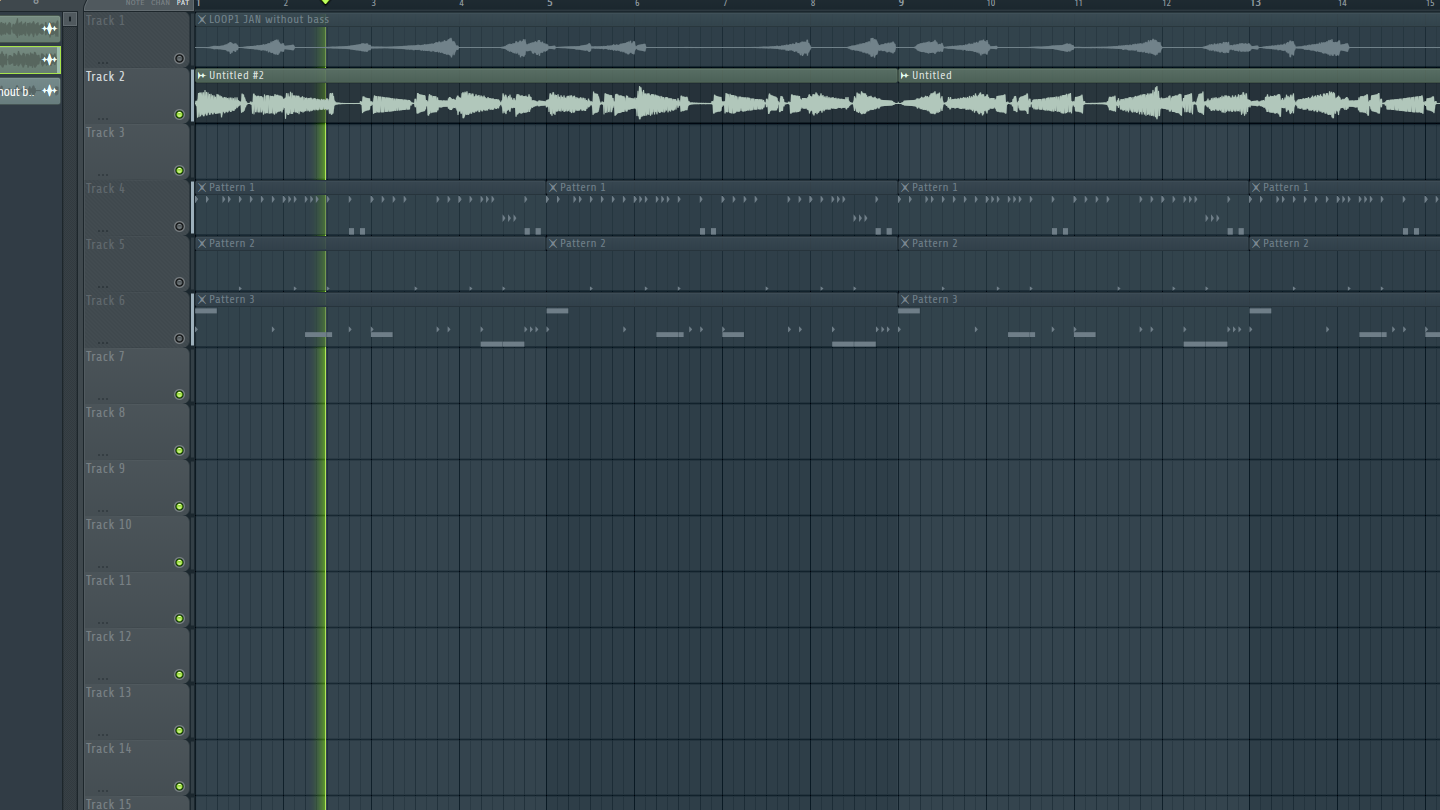 NOTE CHAN PAT
1 2 3 4 5 6 7 8 9 10 11 12 13 14 15
Track 1
LOOP1 JAN without bass
Track 2
Untitled #2
Untitled
hout b..
Track 3
Track 4
Pattern 1
Pattern 1
Pattern 1
Pattern 1
Track 5
Pattern 2
Pattern 2
Pattern 2
Pattern 2
Track 6
Pattern 3
Pattern 3
Track 7
Track 8
Track 9
Track 10
Track 11
Track 12
Track 13
Track 14
Track 15